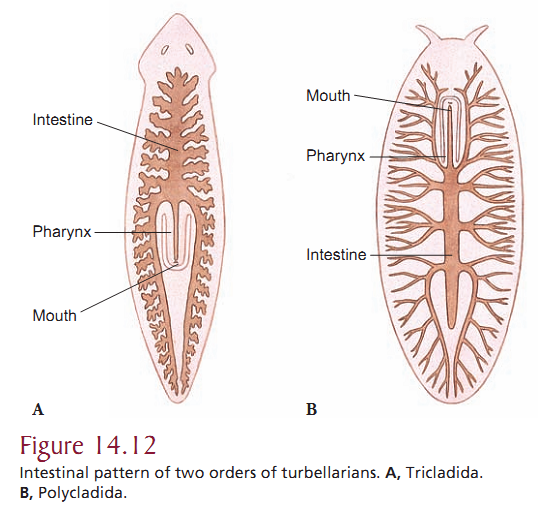 Intestine
Pharynx
Mouth
A
Mouth
Pharynx
Intestine
B
Figure 14.12
Intestinal pattern of two orders of turbellarians. A, Tricladida.
B, Polycladida.